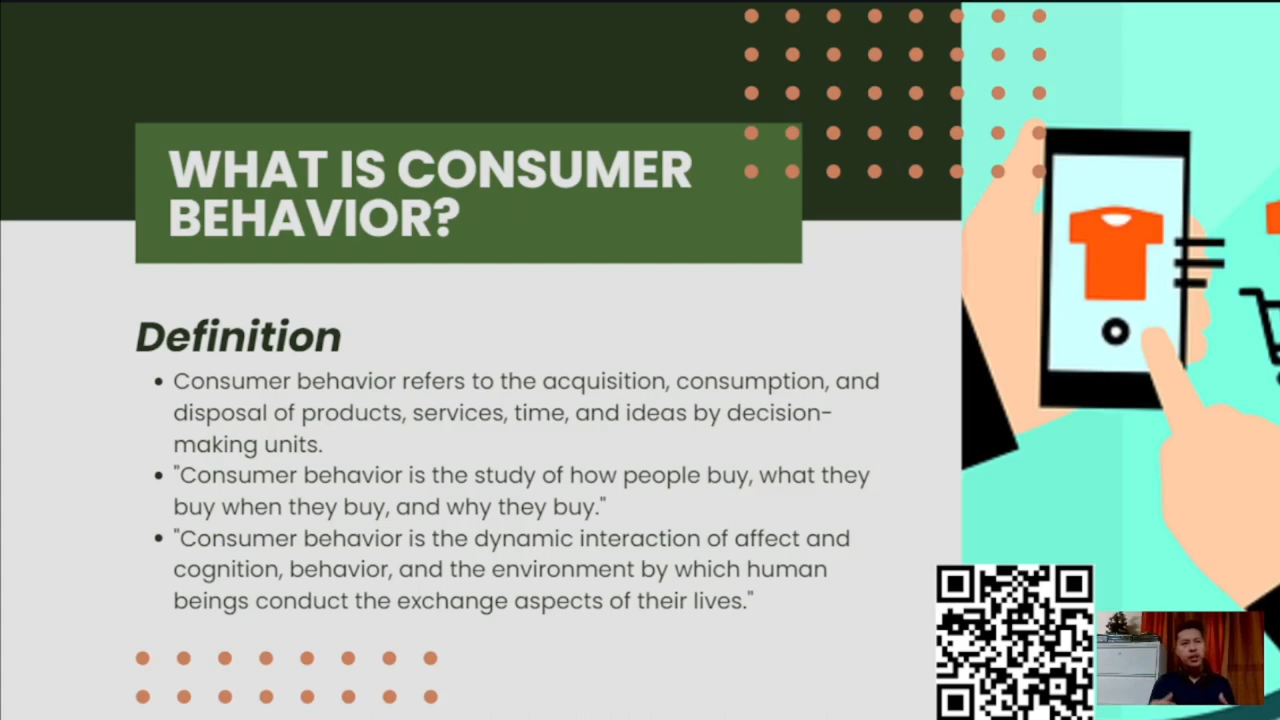 WHAT IS CONSUMER
BEHAVIOR?
Definition
• Consumer behavior refers to the acquisition, consumption, and
disposal of products, services, time, and ideas by decision-
making units.
• "Consumer behavior is the study of how people buy, what they
buy when they buy, and why they buy."
• "Consumer behavior is the dynamic interaction of affect and
cognition, behavior, and the environment by which human
beings conduct the exchange aspects of their lives."